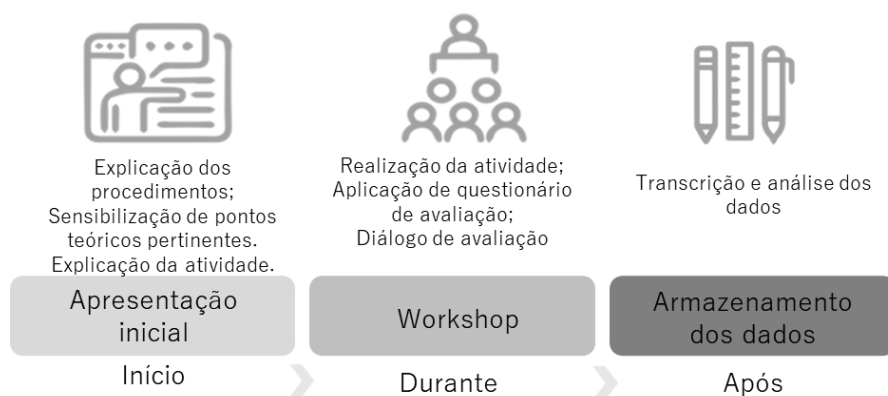 Explicação dos
procedimentos;
Sensibilização de pontos
teóricos pertinentes.
Explicação da atividade.
Apresentação
inicial
Início
Realização da atividade;
Aplicação de questionário
de avaliação;
Diálogo de avaliação
Workshop
Durante
Transcrição e análise dos
dados
Armazenamento
dos dados
Após